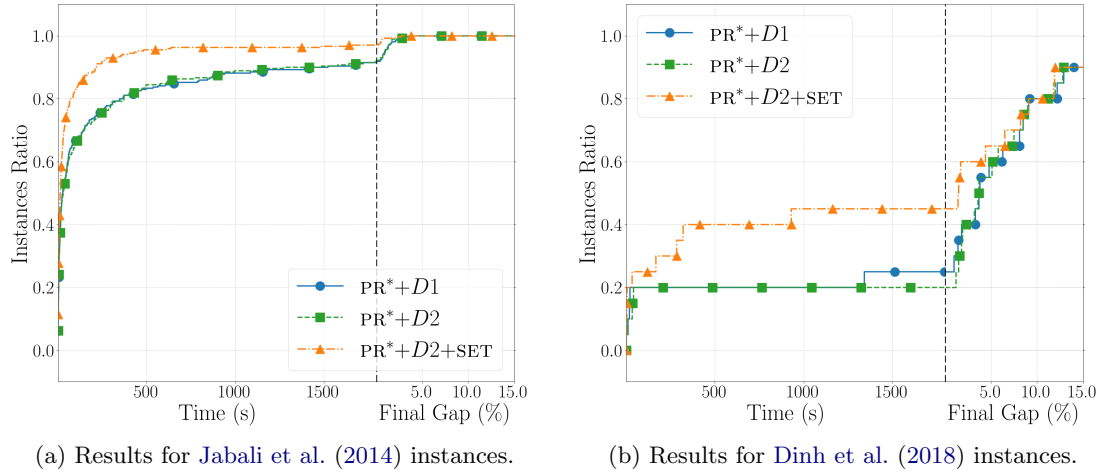 1.0
0.8
0.6
0.4
0.2
0.0
Instances Ratio
500
1000
1500
5.0
10.0
15.0
Time (s)
Final Gap (%)
PR*+D1
PR*+D2
PR*+D2+SET
(a) Results for Jabali et al. (2014) instances.
1.0
0.8
0.6
0.4
0.2
0.0
Instances Ratio
PR*+D1
PR*+D2
PR*+D2+SET
500
1000
1500
5.0
10.0
15.0
Time (s)
Final Gap (%)
(b) Results for Dinh et al. (2018) instances.